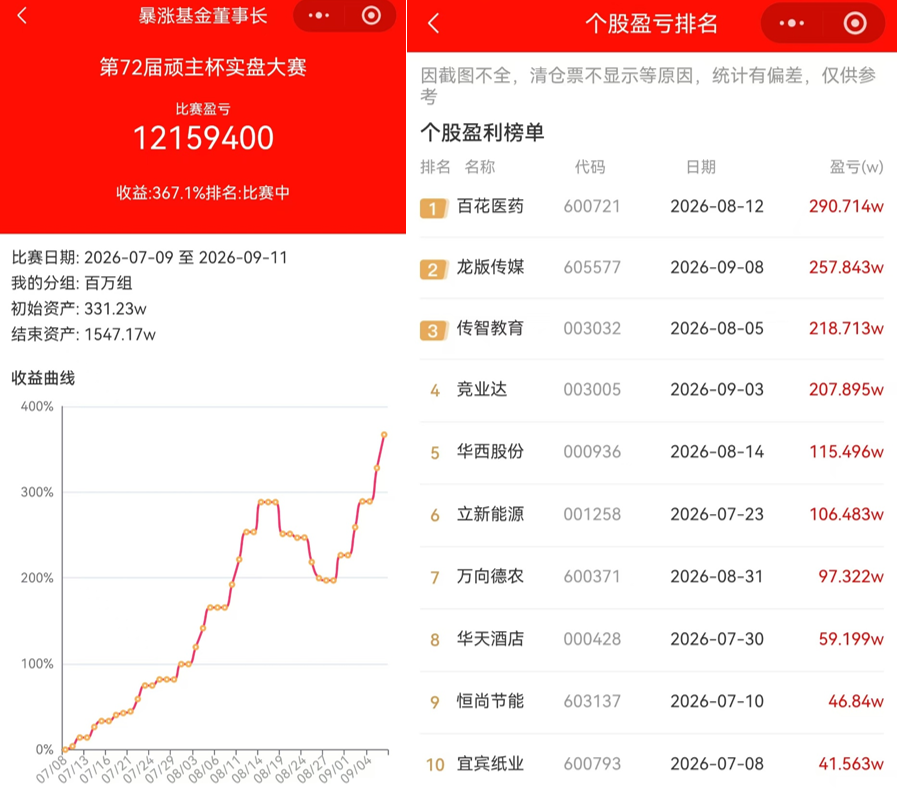 暴涨基金董事长
第72届顽主杯实盘大赛
比赛盈亏
12159400
收益:367.1%排名:比赛中
比赛日期: 2026-07-09 至 2026-09-11
我的分组: 百万组
初始资产: 331.23w
结束资产: 1547.17w
收益曲线
400%
300%
200%
100%
0%
07/08 07/13 07/16 07/21 07/24 07/29 08/03 08/06 08/11 08/14 08/19 08/24 08/27 09/01 09/04
个股盈亏排名
因截图不全，清仓票不显示等原因，统计有偏差，仅供参
考
个股盈利榜单
排名 名称 代码 日期 盈亏(w)
1 百花医药 600721 2026-08-12 290.714w
2 龙版传媒 605577 2026-09-08 257.843w
3 传智教育 003032 2026-08-05 218.713w
4 竞业达 003005 2026-09-03 207.895w
5 华西股份 000936 2026-08-14 115.496w
6 立新能源 001258 2026-07-23 106.483w
7 万向德农 600371 2026-08-31 97.322w
8 华天酒店 000428 2026-07-30 59.199w
9 恒尚节能 603137 2026-07-10 46.84w
10 宜宾纸业 600793 2026-07-08 41.563w